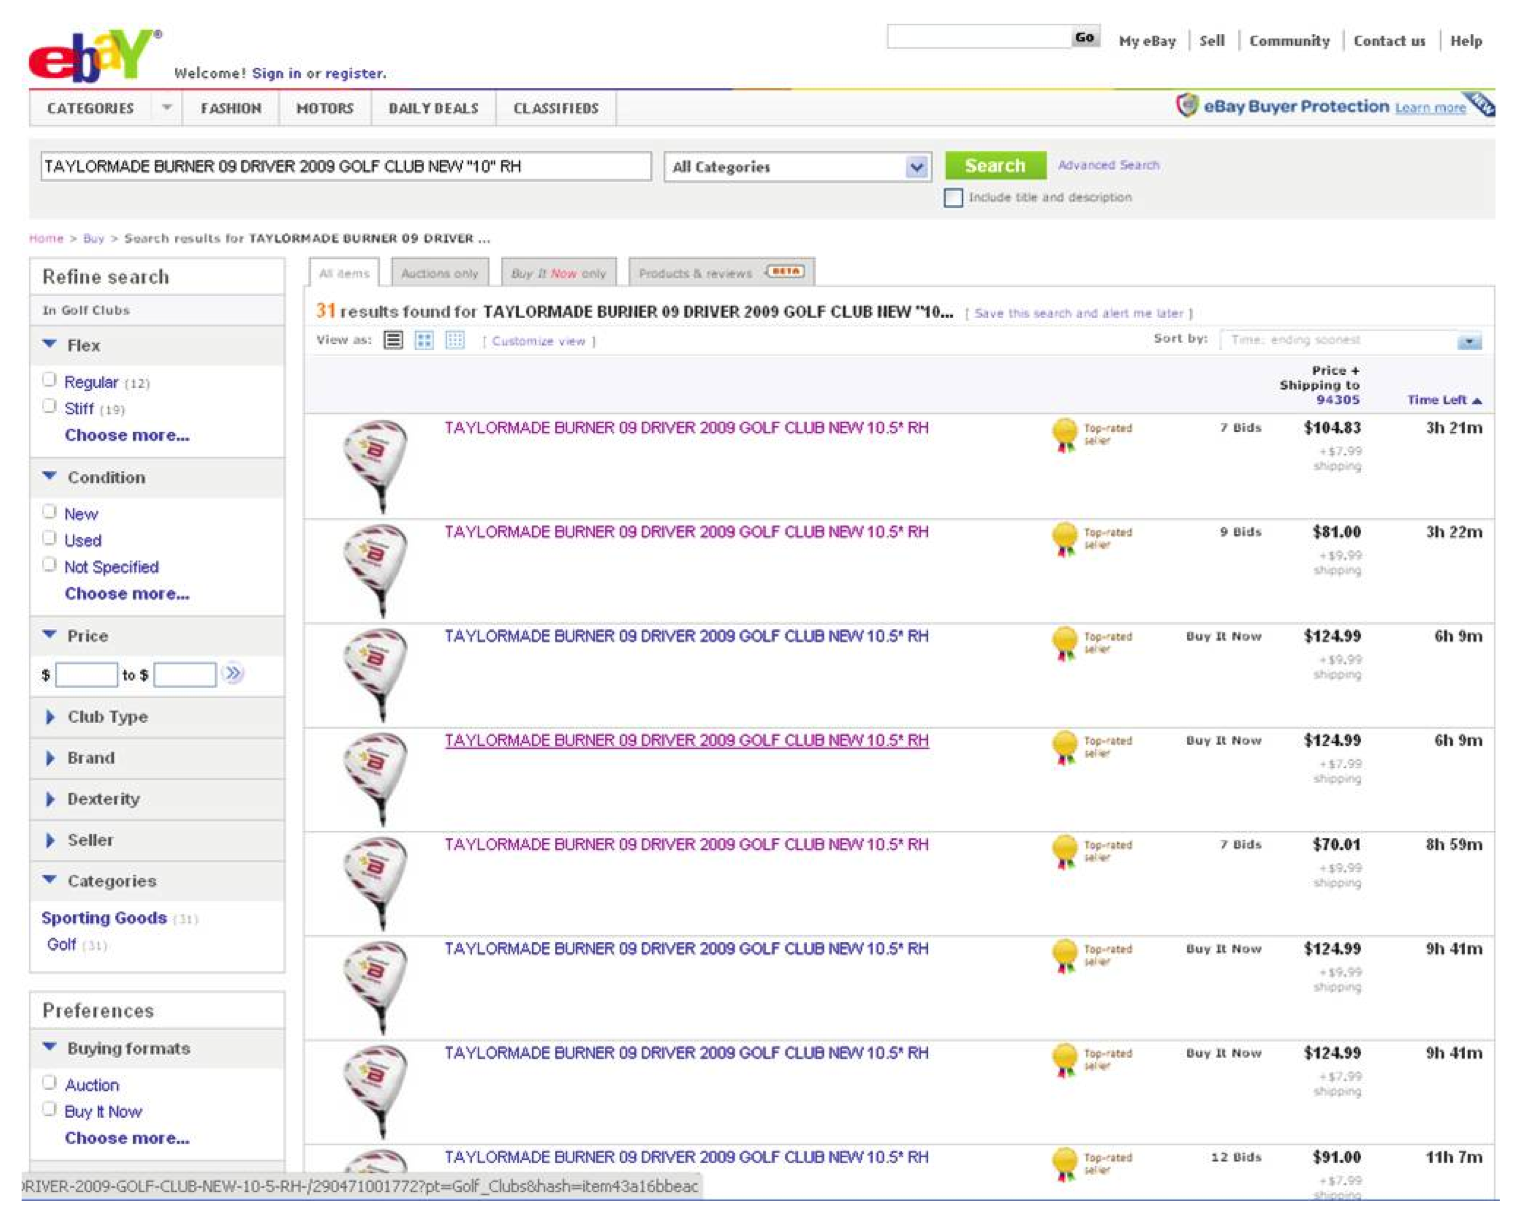 ebaY®
Go My eBay Sell Community Contact us Help
Welcome! Sign in or register.
CATEGORIES FASHION MOTORS DAILY DEALS CLASSIFIEDS
eBay Buyer Protection Learn more
TAYLORMADE BURNER 09 DRIVER 2009 GOLF CLUB NEW "10" RH All Categories Search Advanced Search
Include title and description
Home > Buy > Search results for TAYLORMADE BURNER 09 DRIVER ...
Refine search
In Golf Clubs
Flex
Regular (12)
Stiff (19)
Choose more...
Condition
New
Used
Not Specified
Choose more...
Price
$ to $
Club Type
Brand
Dexterity
Seller
Categories
Sporting Goods (31)
Golf (31)
Preferences
Buying formats
Auction
Buy It Now
Choose more...
All items Auctions only Buy It Now only Products & reviews BETA
31 results found for TAYLORMADE BURNER 09 DRIVER 2009 GOLF CLUB NEW "10... [ Save this search and alert me later ]
View as: [ Customize view ] Sort by: Time: ending soonest
Price +
Shipping to
94305 Time Left
TAYLORMADE BURNER 09 DRIVER 2009 GOLF CLUB NEW 10.5* RH Top-rated seller 7 Bids $104.83 3h 21m
+$7.99
shipping
TAYLORMADE BURNER 09 DRIVER 2009 GOLF CLUB NEW 10.5* RH Top-rated seller 9 Bids $81.00 3h 22m
+$9.99
shipping
TAYLORMADE BURNER 09 DRIVER 2009 GOLF CLUB NEW 10.5* RH Top-rated seller Buy It Now $124.99 6h 9m
+$9.99
shipping
TAYLORMADE BURNER 09 DRIVER 2009 GOLF CLUB NEW 10.5* RH Top-rated seller Buy It Now $124.99 6h 9m
+$7.99
shipping
TAYLORMADE BURNER 09 DRIVER 2009 GOLF CLUB NEW 10.5* RH Top-rated seller 7 Bids $70.01 8h 59m
+$9.99
shipping
TAYLORMADE BURNER 09 DRIVER 2009 GOLF CLUB NEW 10.5* RH Top-rated seller Buy It Now $124.99 9h 41m
+$9.99
shipping
TAYLORMADE BURNER 09 DRIVER 2009 GOLF CLUB NEW 10.5* RH Top-rated seller Buy It Now $124.99 9h 41m
+$7.99
shipping
TAYLORMADE BURNER 09 DRIVER 2009 GOLF CLUB NEW 10.5* RH Top-rated seller 12 Bids $91.00 11h 7m
+$7.99
shipping
RIVER-2009-GOLF-CLUB-NEW-10-5-RH-/290471001772?pt=Golf_Clubs&hash=item43a16bbeac